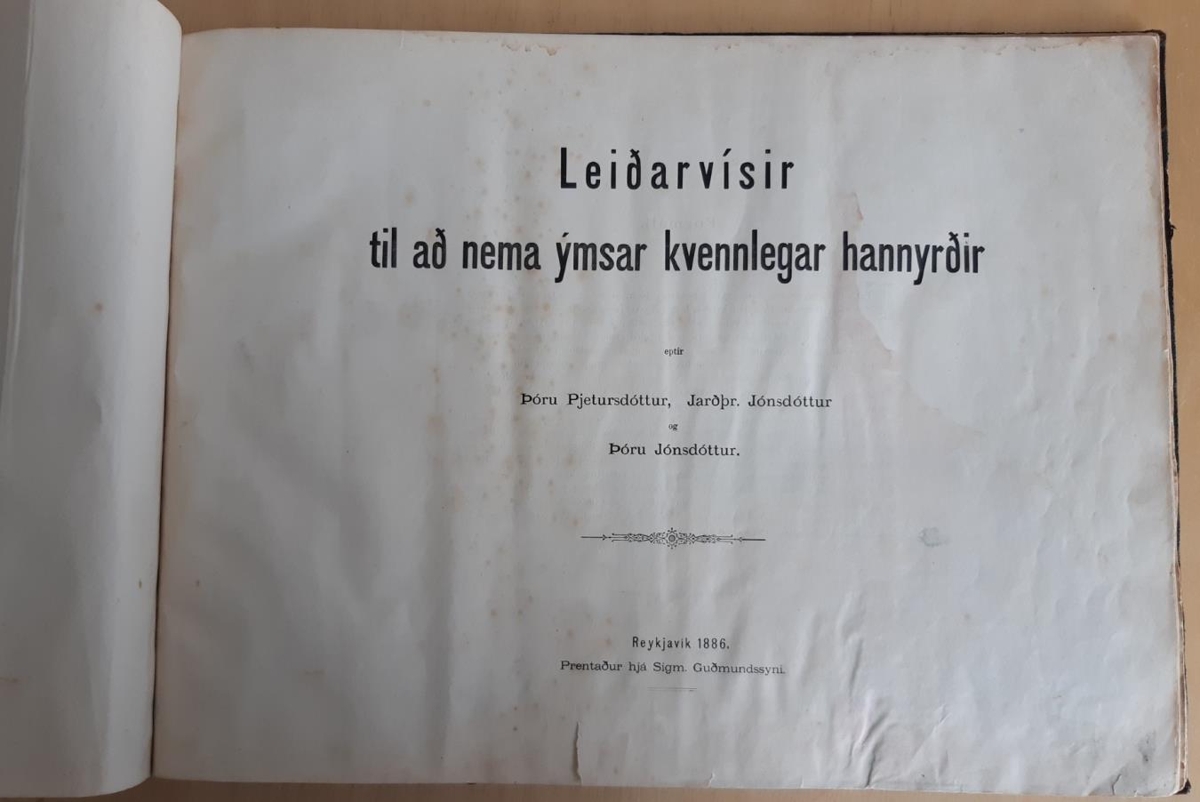 Leiðarvísir
til að nema ýmsar kvennlegar hannyrðir
eptir
Þóru Pjetursdóttur, Jarðþr. Jónsdóttur
og
Þóru Jónsdóttur.
Reykjavík 1886.
Prentaður hjá Sigm. Guðmundssyni.